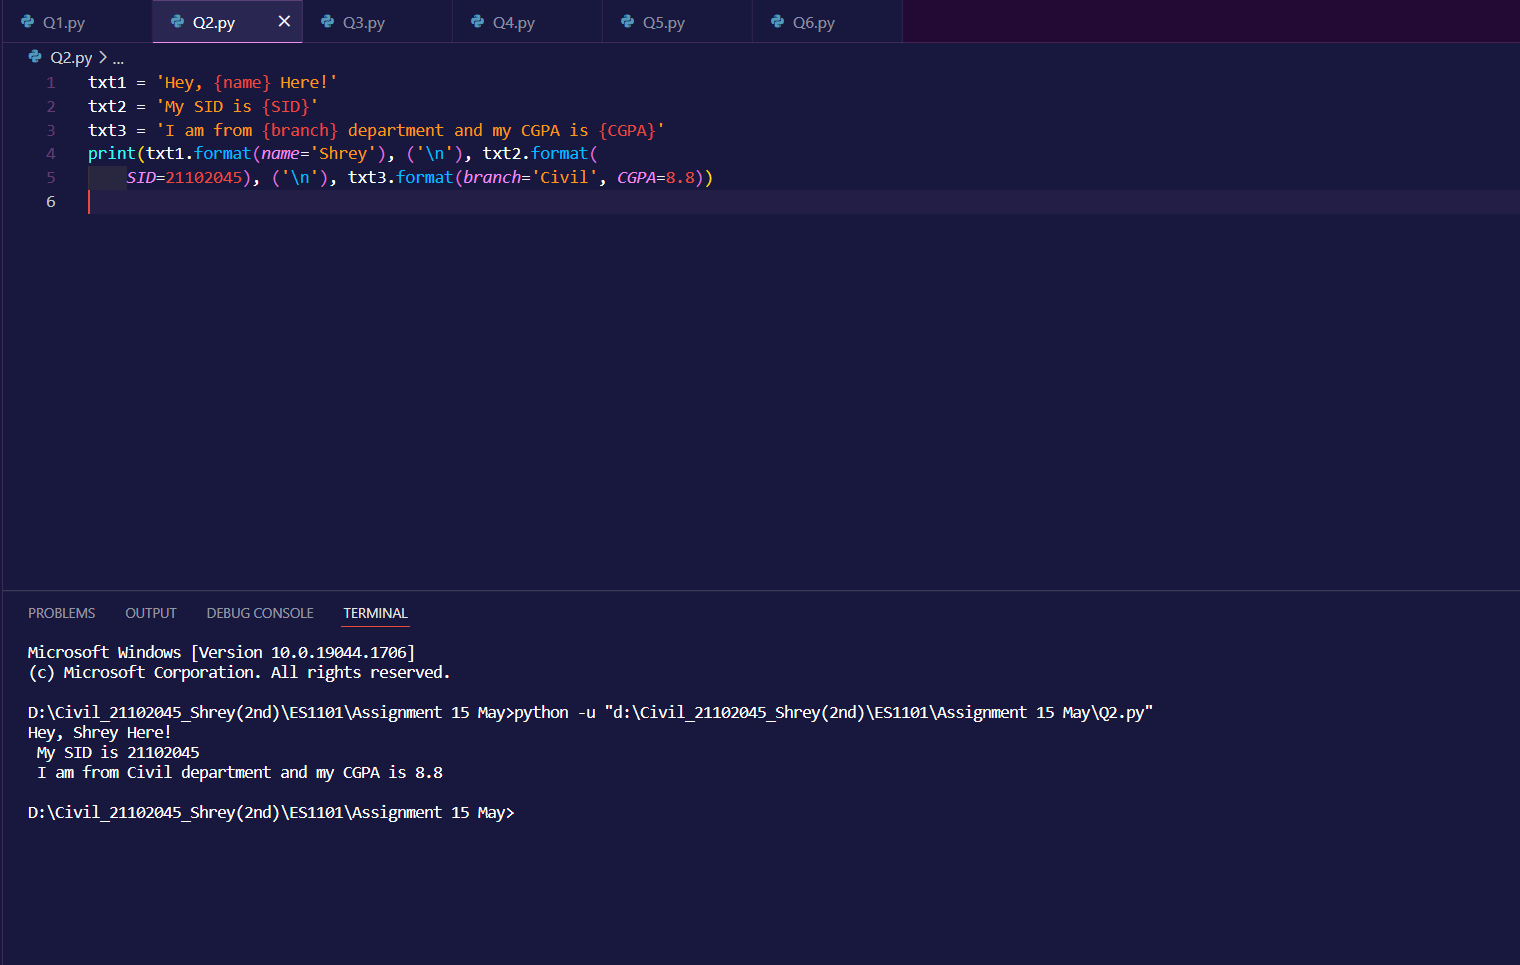 Q1.py Q2.py Q3.py Q4.py Q5.py Q6.py
Q2.py > ...
1 txt1 = 'Hey, {name} Here!'
2 txt2 = 'My SID is {SID}'
3 txt3 = 'I am from {branch} department and my CGPA is {CGPA}'
4 print(txt1.format(name='Shrey'), ('\n'), txt2.format(
5     SID=21102045), ('\n'), txt3.format(branch='Civil', CGPA=8.8))
6
PROBLEMS OUTPUT DEBUG CONSOLE TERMINAL
Microsoft Windows [Version 10.0.19044.1706]
(c) Microsoft Corporation. All rights reserved.
D:\Civil_21102045_Shrey(2nd)\ES1101\Assignment 15 May>python -u "d:\Civil_21102045_Shrey(2nd)\ES1101\Assignment 15 May\Q2.py"
Hey, Shrey Here!
 My SID is 21102045
 I am from Civil department and my CGPA is 8.8
D:\Civil_21102045_Shrey(2nd)\ES1101\Assignment 15 May>